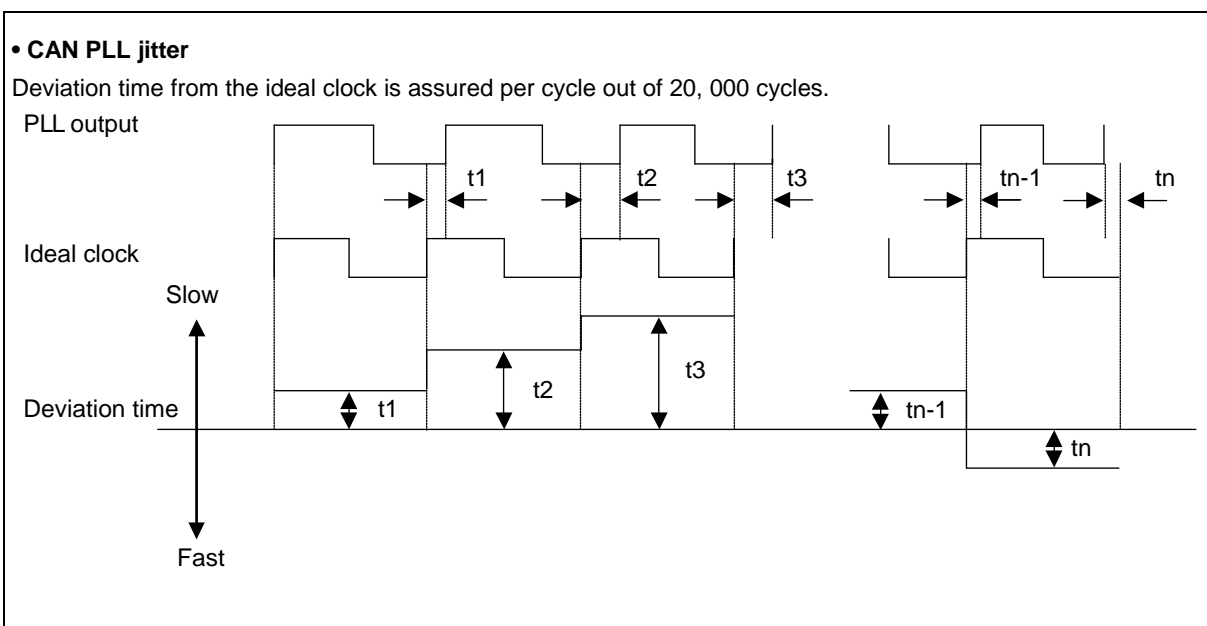 • CAN PLL jitter
Deviation time from the ideal clock is assured per cycle out of 20, 000 cycles.
PLL output
t1
t2
t3
tn-1
tn
Ideal clock
Slow
t3
t2
Deviation time
t1
tn-1
tn
Fast